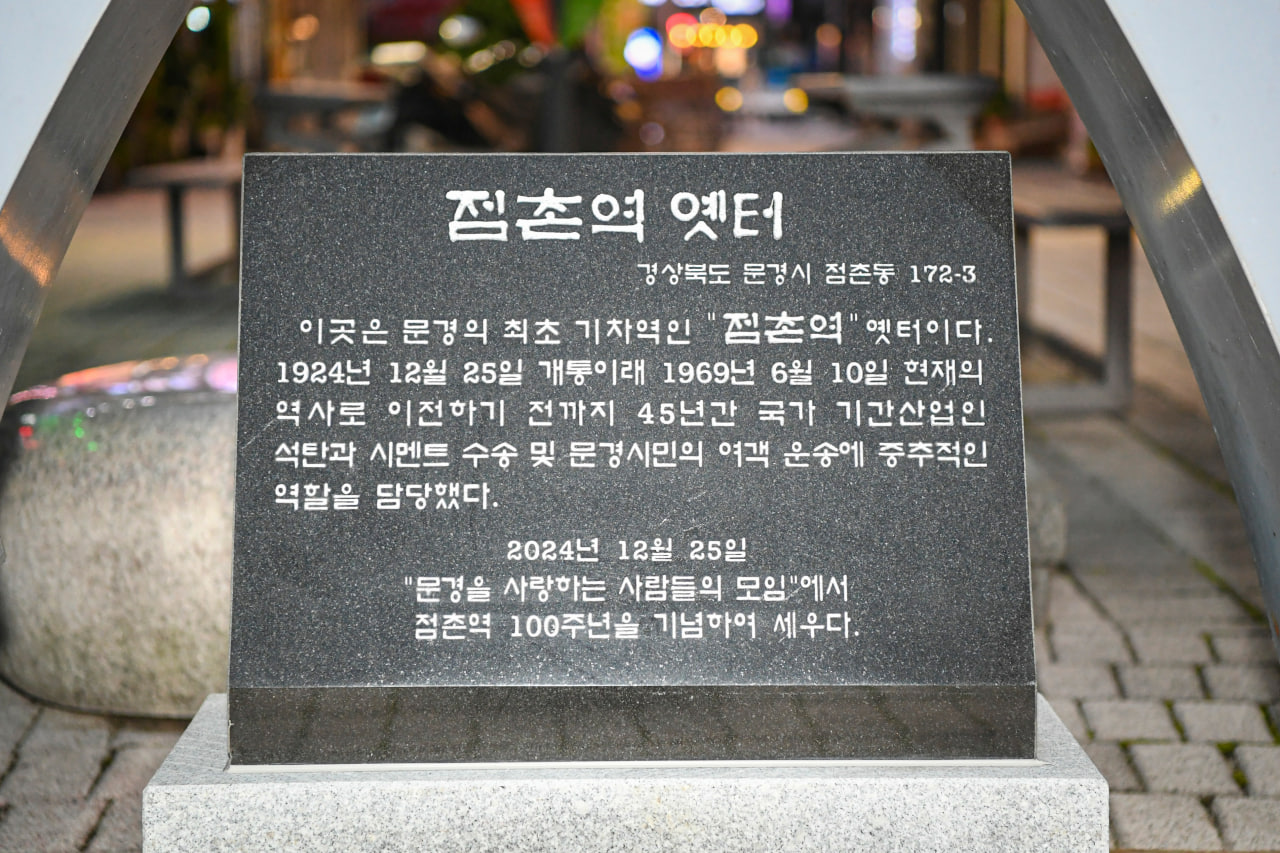 점촌역 옛터
경상북도 문경시 점촌동 172-3
이곳은 문경의 최초 기차역인 "점촌역"옛터이다.
1924년 12월 25일 개통이래 1969년 6월 10일 현재의
역사로 이전하기 전까지 45년간 국가 기간산업인
석탄과 시멘트 수송 및 문경시민의 여객 운송에 중추적인
역할을 담당했다.
2024년 12월 25일
"문경을 사랑하는 사람들의 모임"에서
점촌역 100주년을 기념하여 세우다.